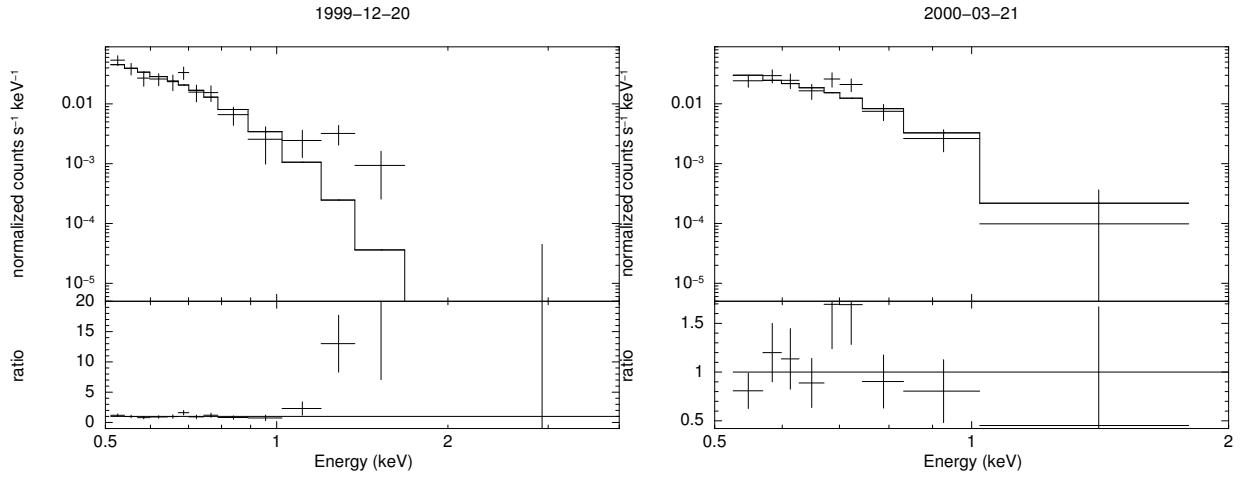 1999−12−20
normalized counts s⁻¹ keV⁻¹
0.01
10⁻³
10⁻⁴
10⁻⁵
ratio
20
15
10
5
0
0.5 1 2
Energy (keV)
2000−03−21
normalized counts s⁻¹ keV⁻¹
0.01
10⁻³
10⁻⁴
10⁻⁵
ratio
1.5
1
0.5
0.5 1 2
Energy (keV)